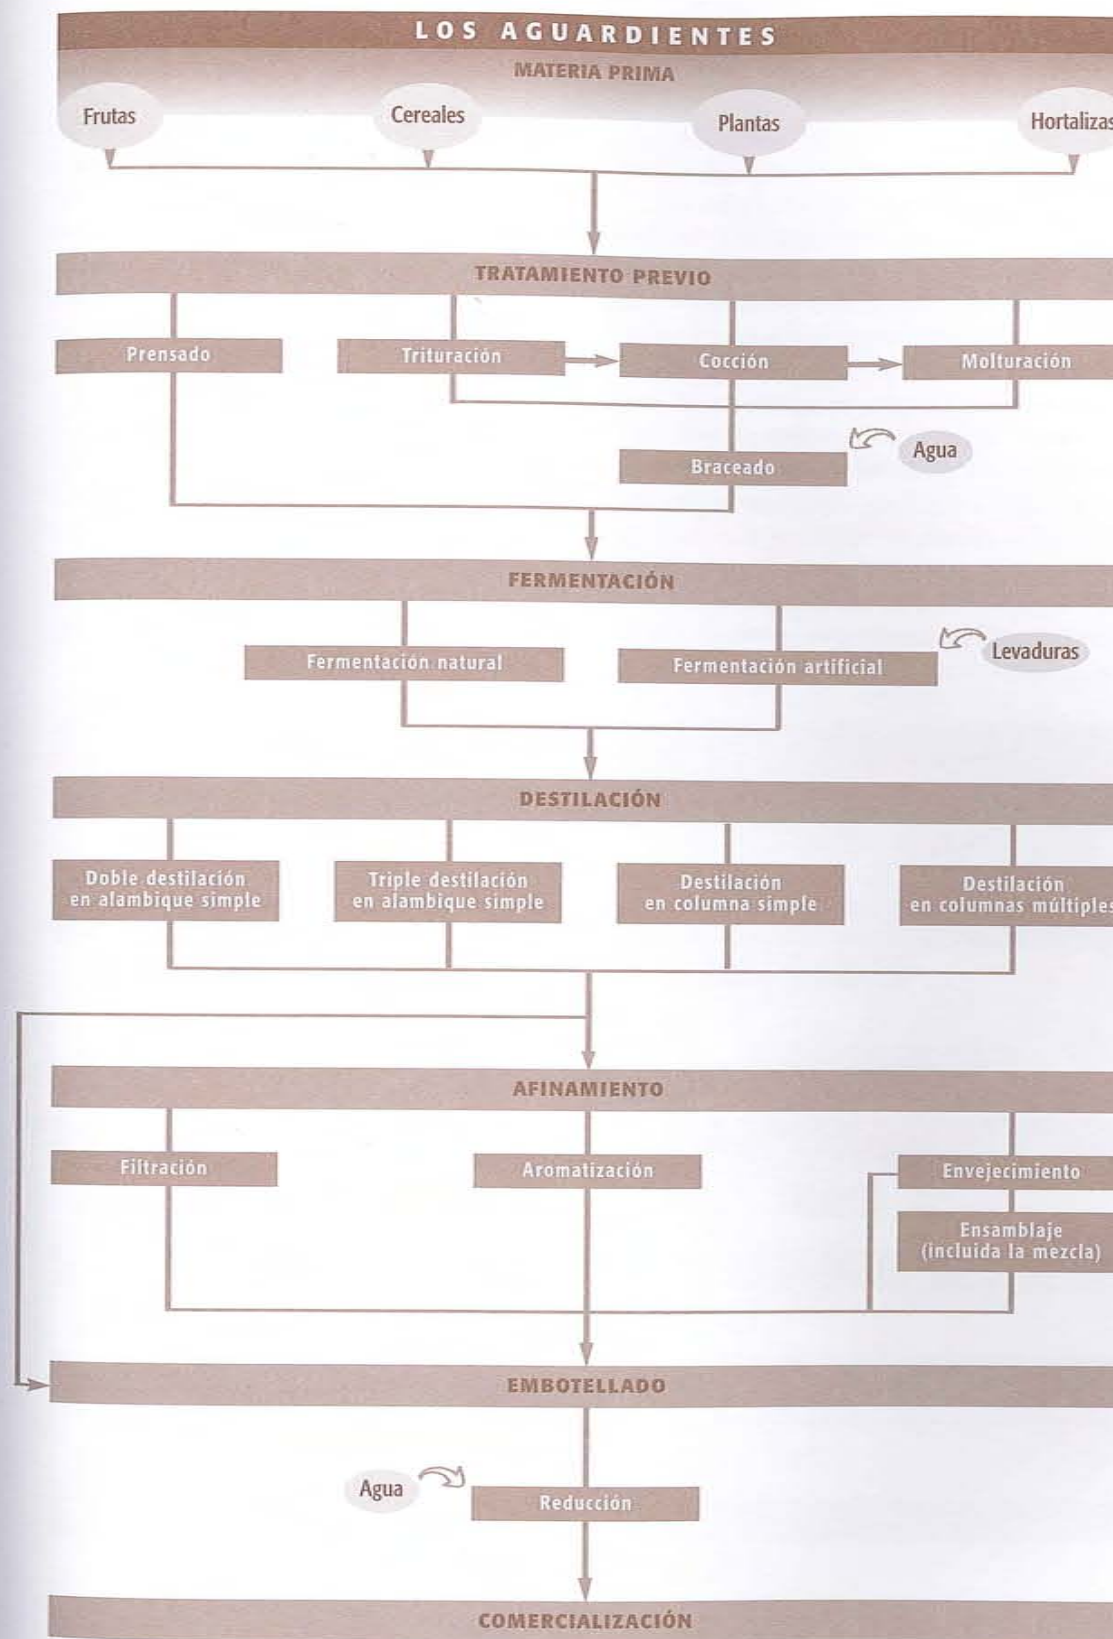 LOS AGUARDIENTES
MATERIA PRIMA
Frutas
Cereales
Plantas
Hortalizas
TRATAMIENTO PREVIO
Prensado
Trituración
Cocción
Molturación
Agua
Braceado
FERMENTACIÓN
Fermentación natural
Fermentación artificial
Levaduras
DESTILACIÓN
Doble destilación
en alambique simple
Triple destilación
en alambique simple
Destilación
en columna simple
Destilación
en columnas múltiples
AFINAMIENTO
Filtración
Aromatización
Envejecimiento
Ensamblaje
(incluida la mezcla)
EMBOTELLADO
Agua
Reducción
COMERCIALIZACIÓN